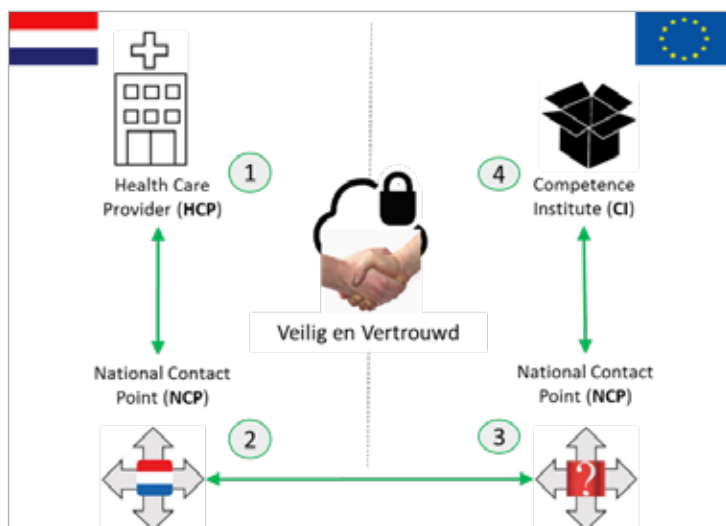 1
Health Care
Provider (HCP)
4
Competence
Institute (CI)
Veilig en Vertrouwd
National Contact
Point (NCP)
2
National Contact
Point (NCP)
3
?